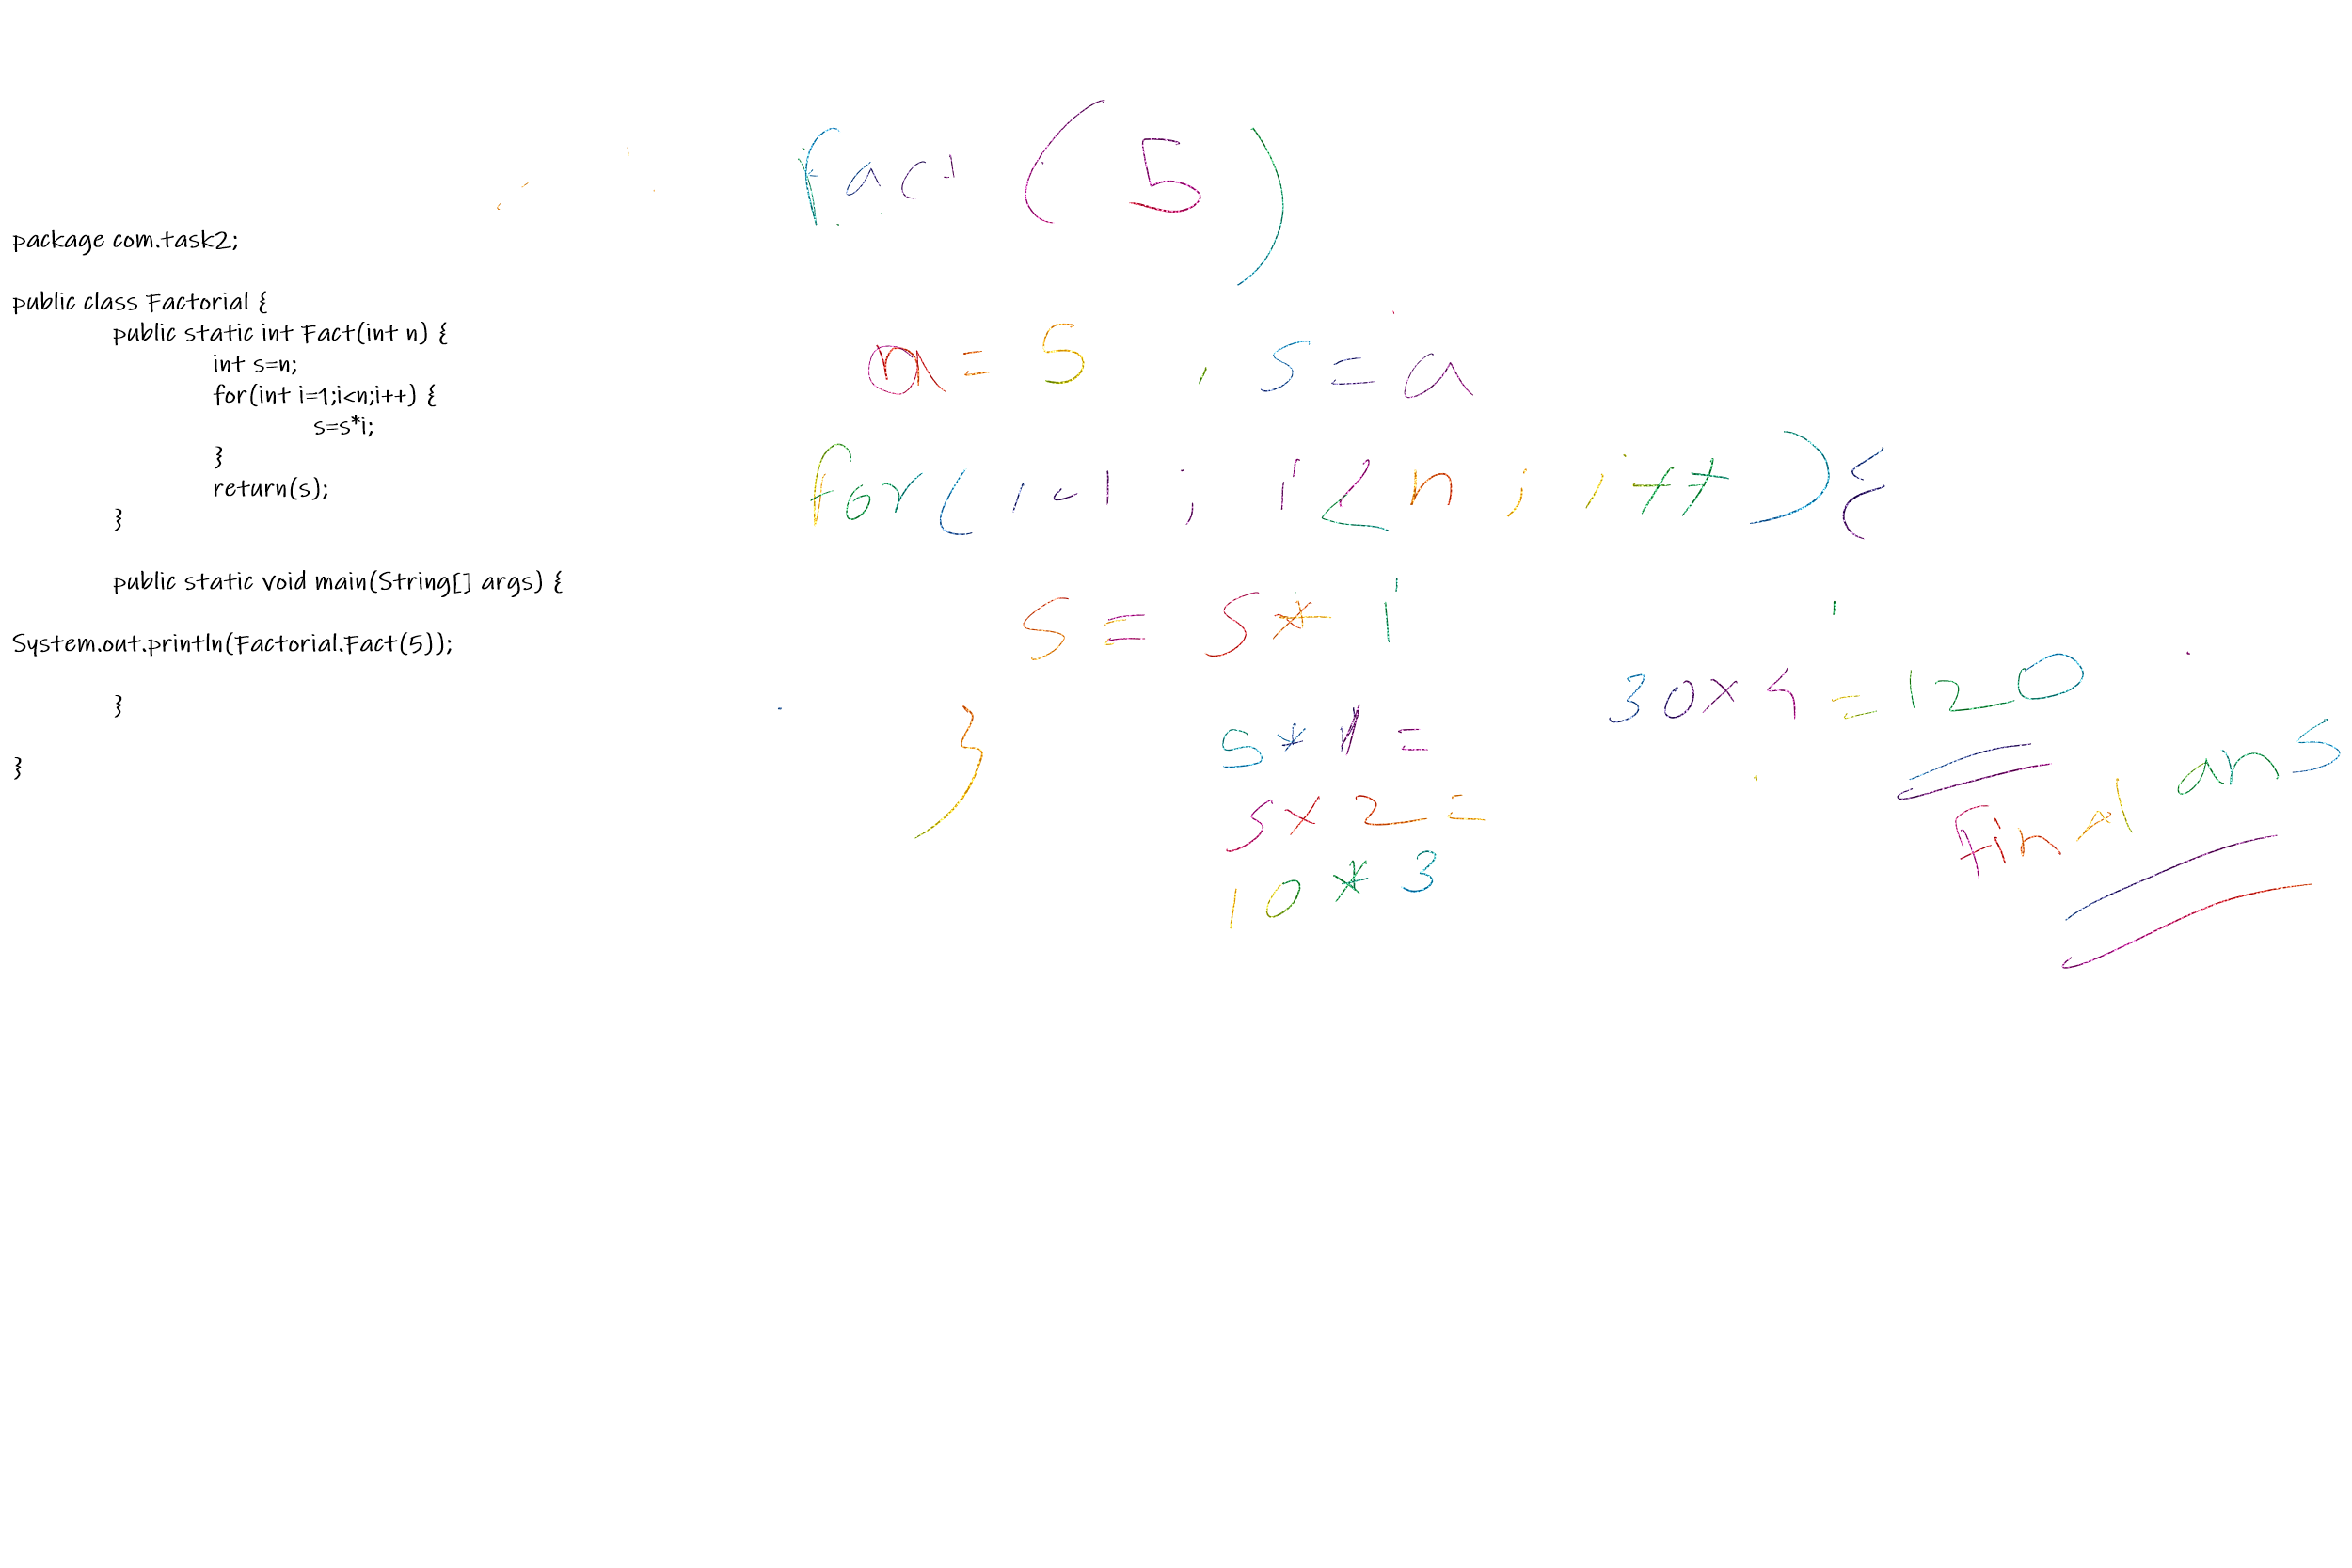 package com.task2;
public class Factorial {
public static int Fact(int n) {
int s=n;
for(int i=1;i<n;i++) {
s=s*i;
}
return(s);
}
public static void main(String[] args) {
System.out.println(Factorial.Fact(5));
}
}
fact (5)
n = 5 , s = a
for( i=1 ; i<n ; i++ ){
s = s * i
5 * 1 =
5 x 2 =
10 * 3
}
30 x 4 = 120
Final ans